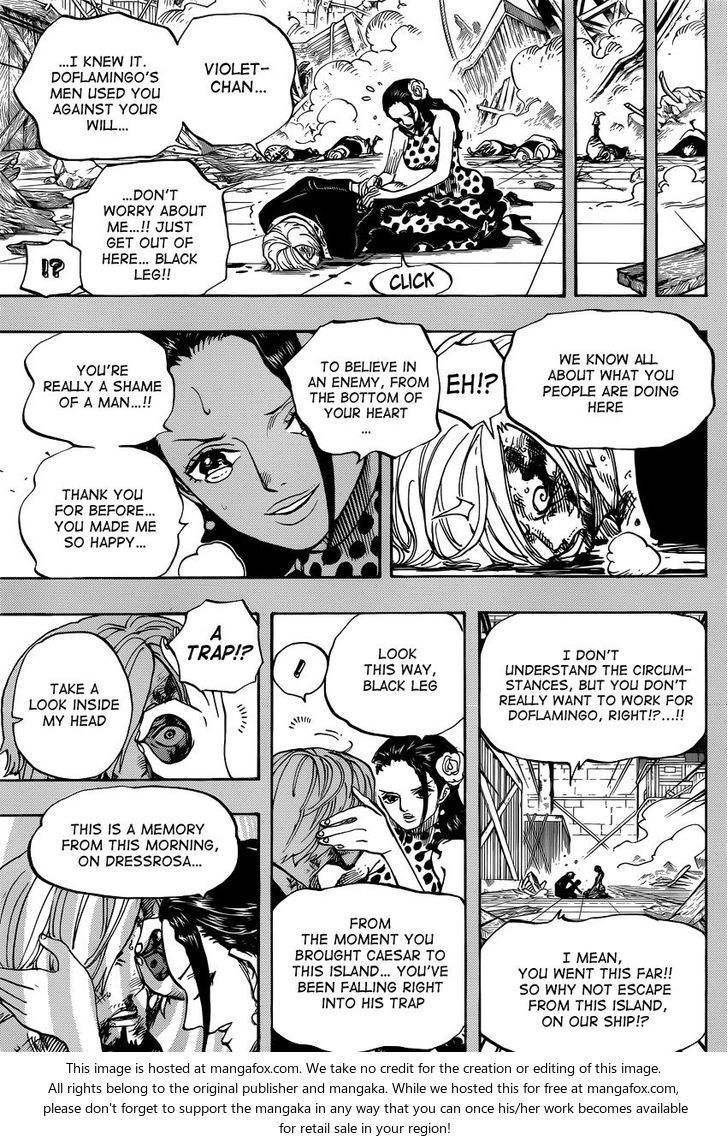 VIOLET-
CHAN...
...I KNEW IT.
DOFLAMINGO'S
MEN USED YOU
AGAINST YOUR
WILL...
...DON'T
WORRY ABOUT
ME...!! JUST
GET OUT OF
HERE... BLACK
LEG!!
!?
CLICK
WE KNOW ALL
ABOUT WHAT YOU
PEOPLE ARE DOING
HERE
EH!?
TO BELIEVE IN
AN ENEMY, FROM
THE BOTTOM OF
YOUR HEART
...
YOU'RE
REALLY A SHAME
OF A MAN...!!
THANK YOU
FOR BEFORE...
YOU MADE ME
SO HAPPY...
I DON'T
UNDERSTAND THE CIRCUM-
STANCES, BUT YOU DON'T
REALLY WANT TO WORK FOR
DOFLAMINGO, RIGHT!?...!!
I MEAN,
YOU WENT THIS FAR!!
SO WHY NOT ESCAPE
FROM THIS ISLAND,
ON OUR SHIP!?
LOOK
THIS WAY,
BLACK LEG
!
FROM
THE MOMENT YOU
BROUGHT CAESAR TO
THIS ISLAND... YOU'VE
BEEN FALLING RIGHT
INTO HIS TRAP
A
TRAP!?
TAKE A
LOOK INSIDE
MY HEAD
THIS IS A MEMORY
FROM THIS MORNING,
ON DRESSROSA...
This image is hosted at mangafox.com. We take no credit for the creation or editing of this image.
All rights belong to the original publisher and mangaka. While we hosted this for free at mangafox.com,
please don't forget to support the mangaka in any way that you can once his/her work becomes available
for retail sale in your region!